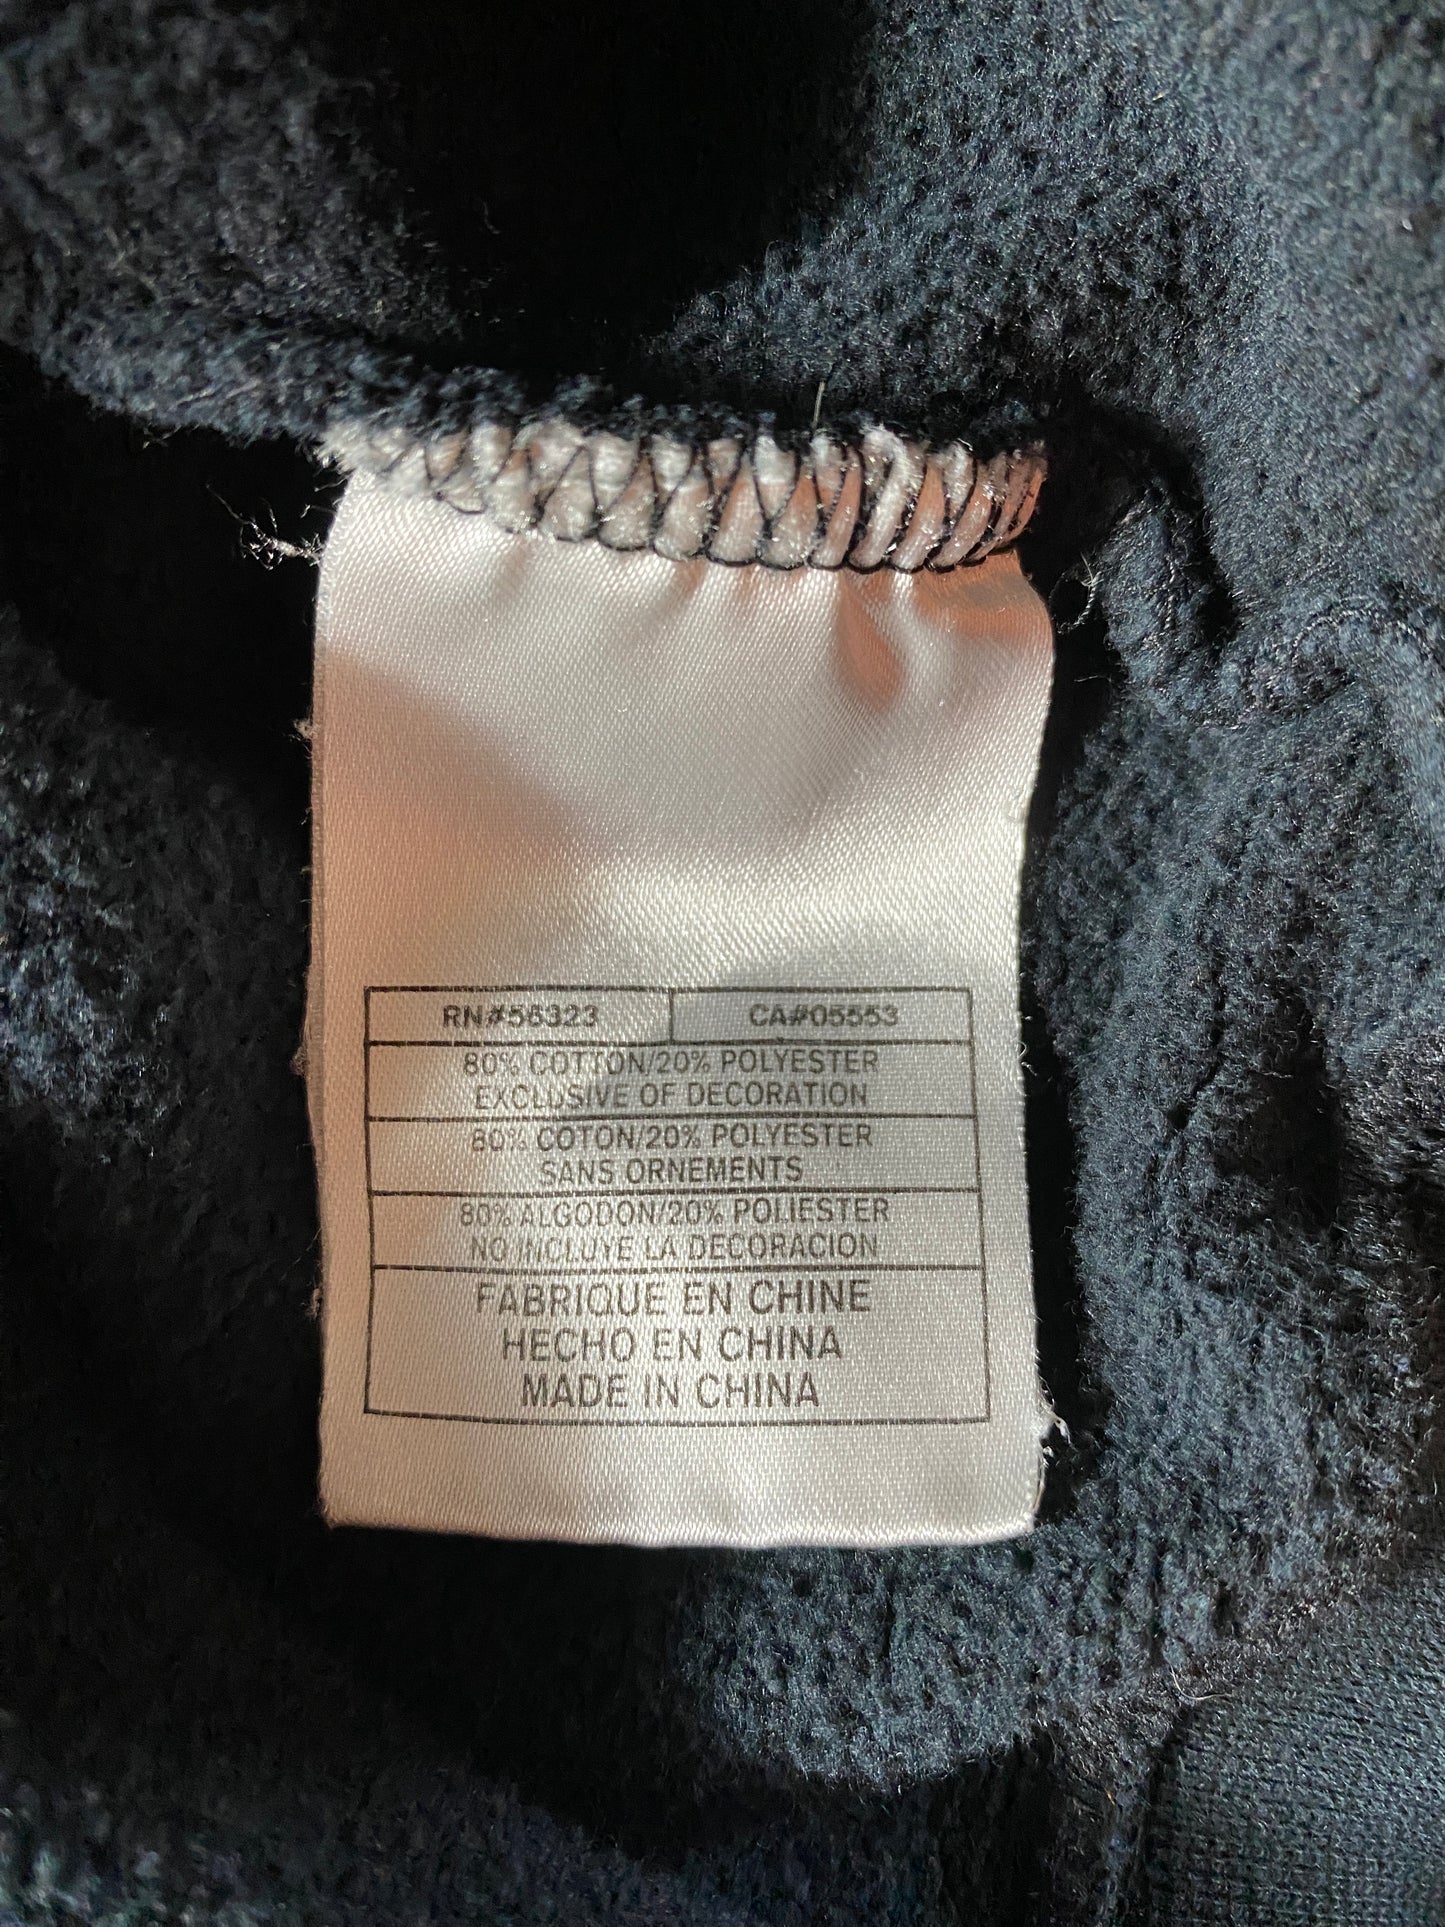 RN#56323 CA#05553
80% COTTON/20% POLYESTER
EXCLUSIVE OF DECORATION
80% COTON/20% POLYESTER
SANS ORNEMENTS
80% ALGODON/20% POLIESTER
NO INCLUYE LA DECORACION
FABRIQUE EN CHINE
HECHO EN CHINA
MADE IN CHINA